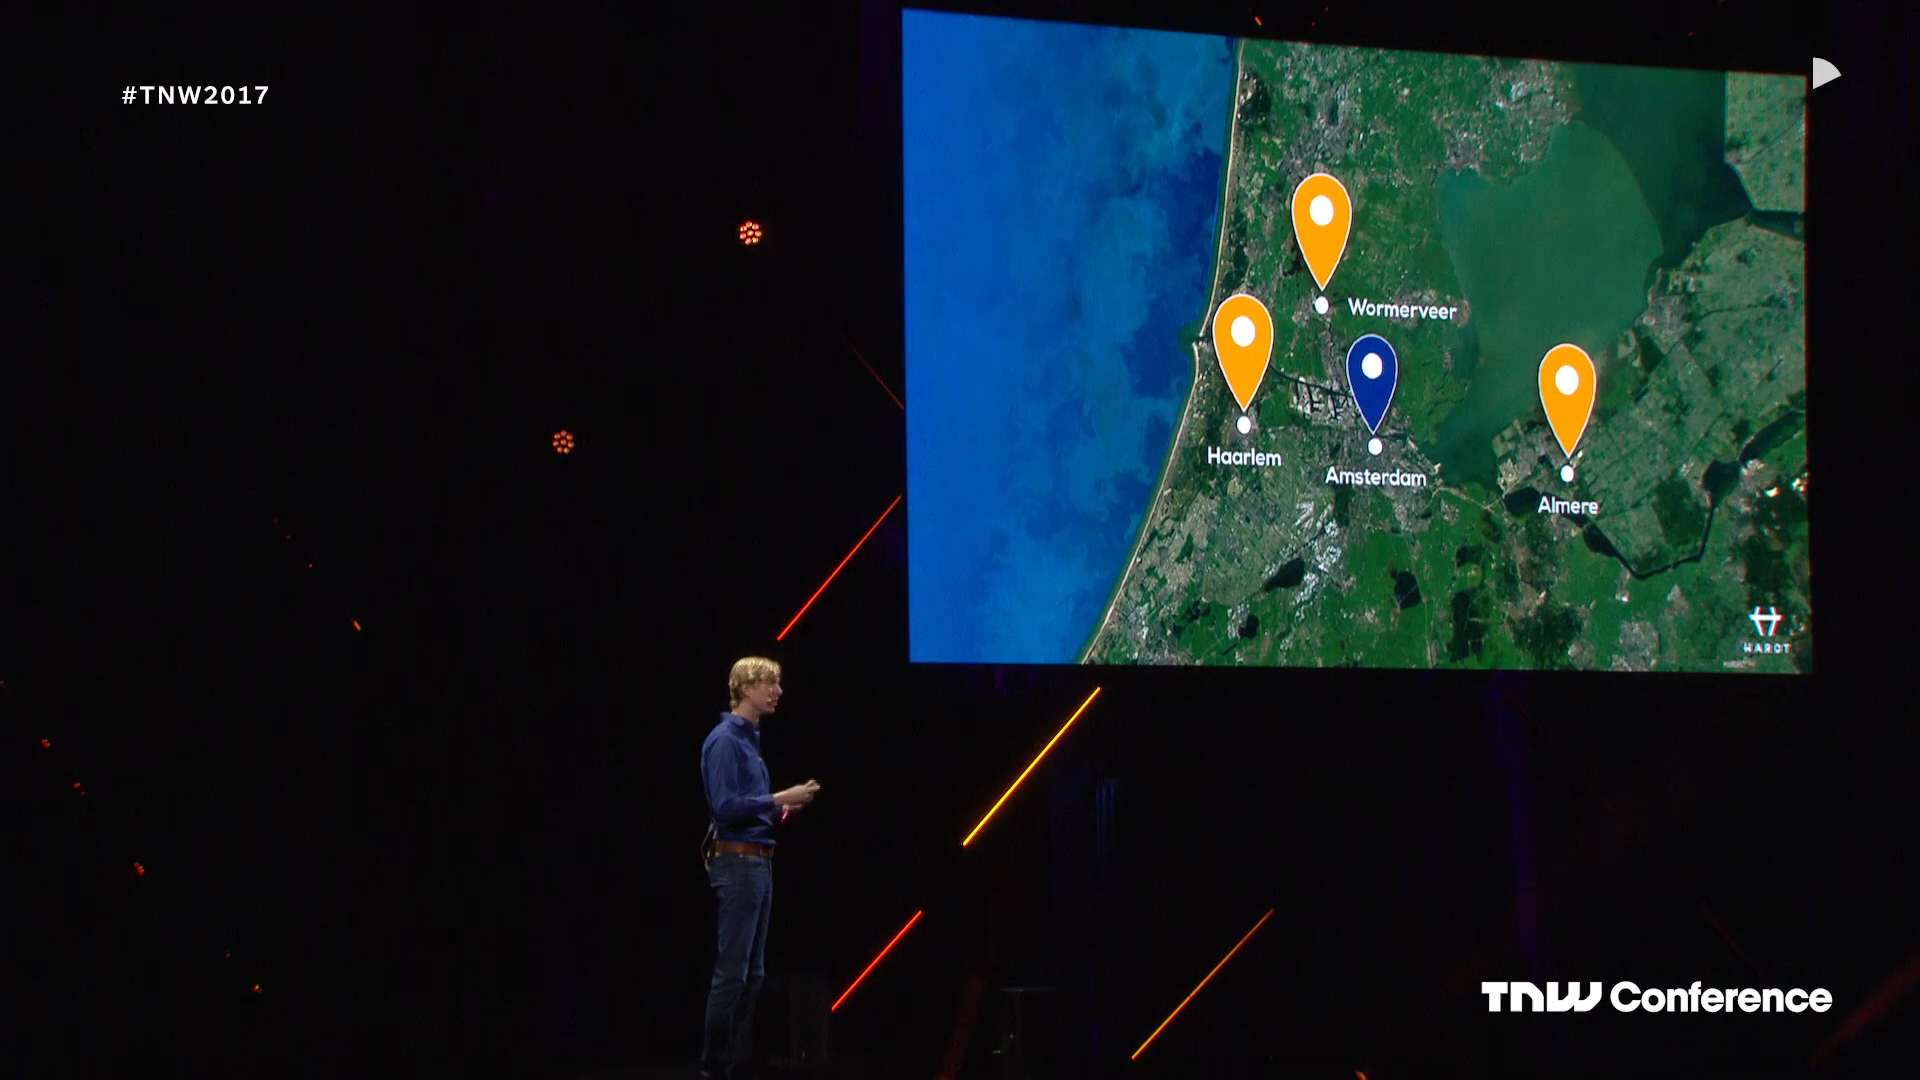 #TNW2017
Wormerveer
Haarlem
Amsterdam
Almere
HARDT
TNW Conference